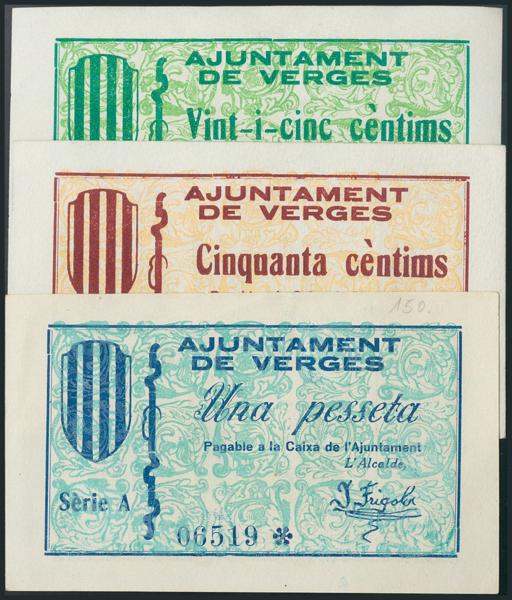 AJUNTAMENT
DE VERGES
Vint-i-cinc cèntims
AJUNTAMENT
DE VERGES
Cinquanta cèntims
150.
AJUNTAMENT
DE VERGES
Una pesseta
Pagable a la Caixa de l'Ajuntament
L'Alcalde,
Sèrie A
J. Frigola
06519 *